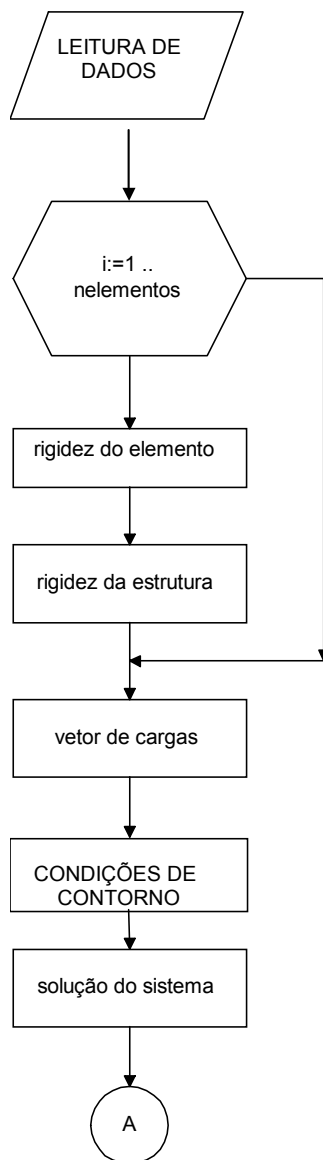 LEITURA DE
DADOS
i:=1 ..
nelementos
rigidez do elemento
rigidez da estrutura
vetor de cargas
CONDIÇÕES DE
CONTORNO
solução do sistema
A